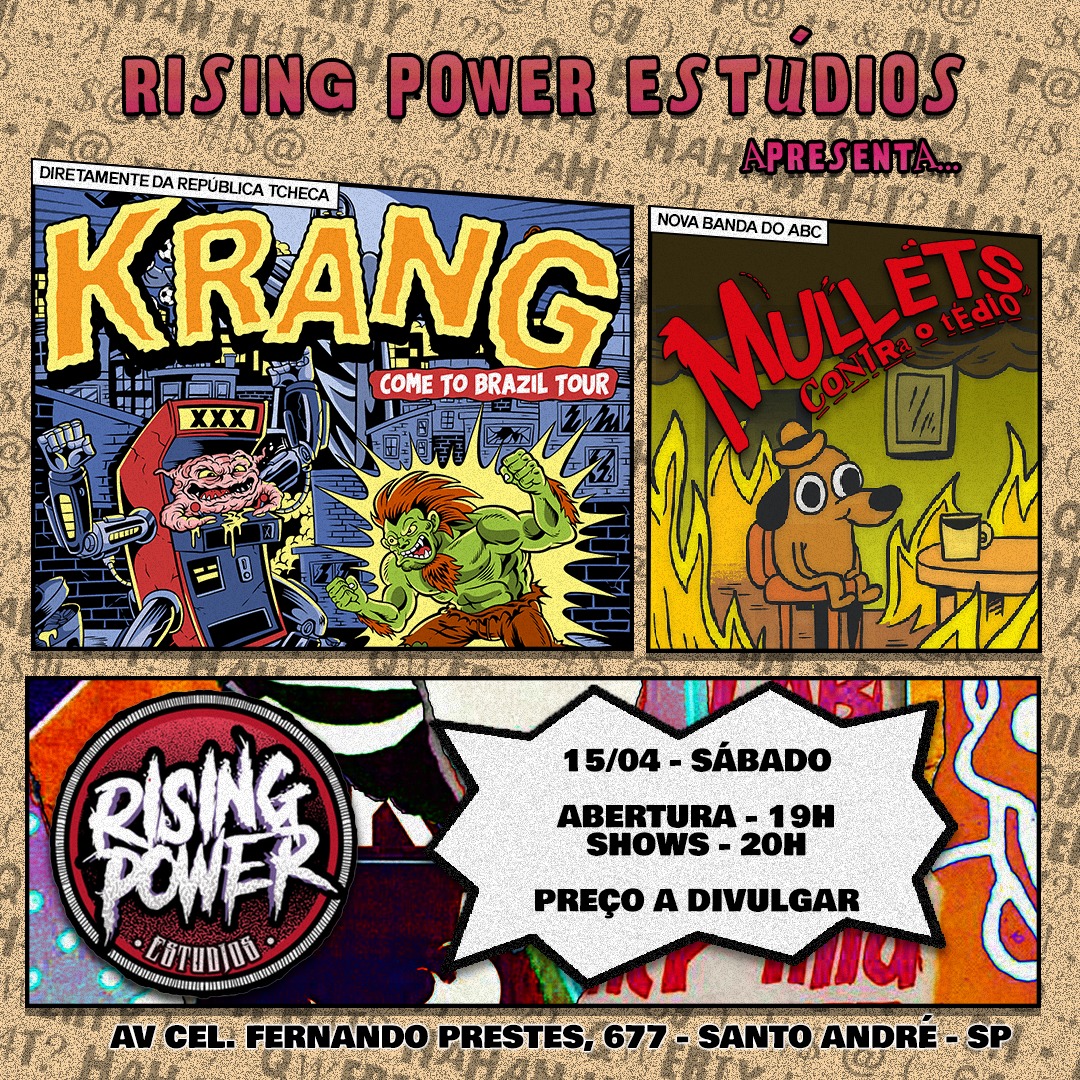 RISING POWER ESTÚDIOS
APRESENTA...
DIRETAMENTE DA REPÚBLICA TCHECA
KRANG
COME TO BRAZIL TOUR
XXX
NOVA BANDA DO ABC
MULLÊTS
CONTRa o tÉdIO
RISING
POWER
ESTUDIOS
15/04 - SÁBADO
ABERTURA - 19H
SHOWS - 20H
PREÇO A DIVULGAR
AV CEL. FERNANDO PRESTES, 677 - SANTO ANDRÉ - SP